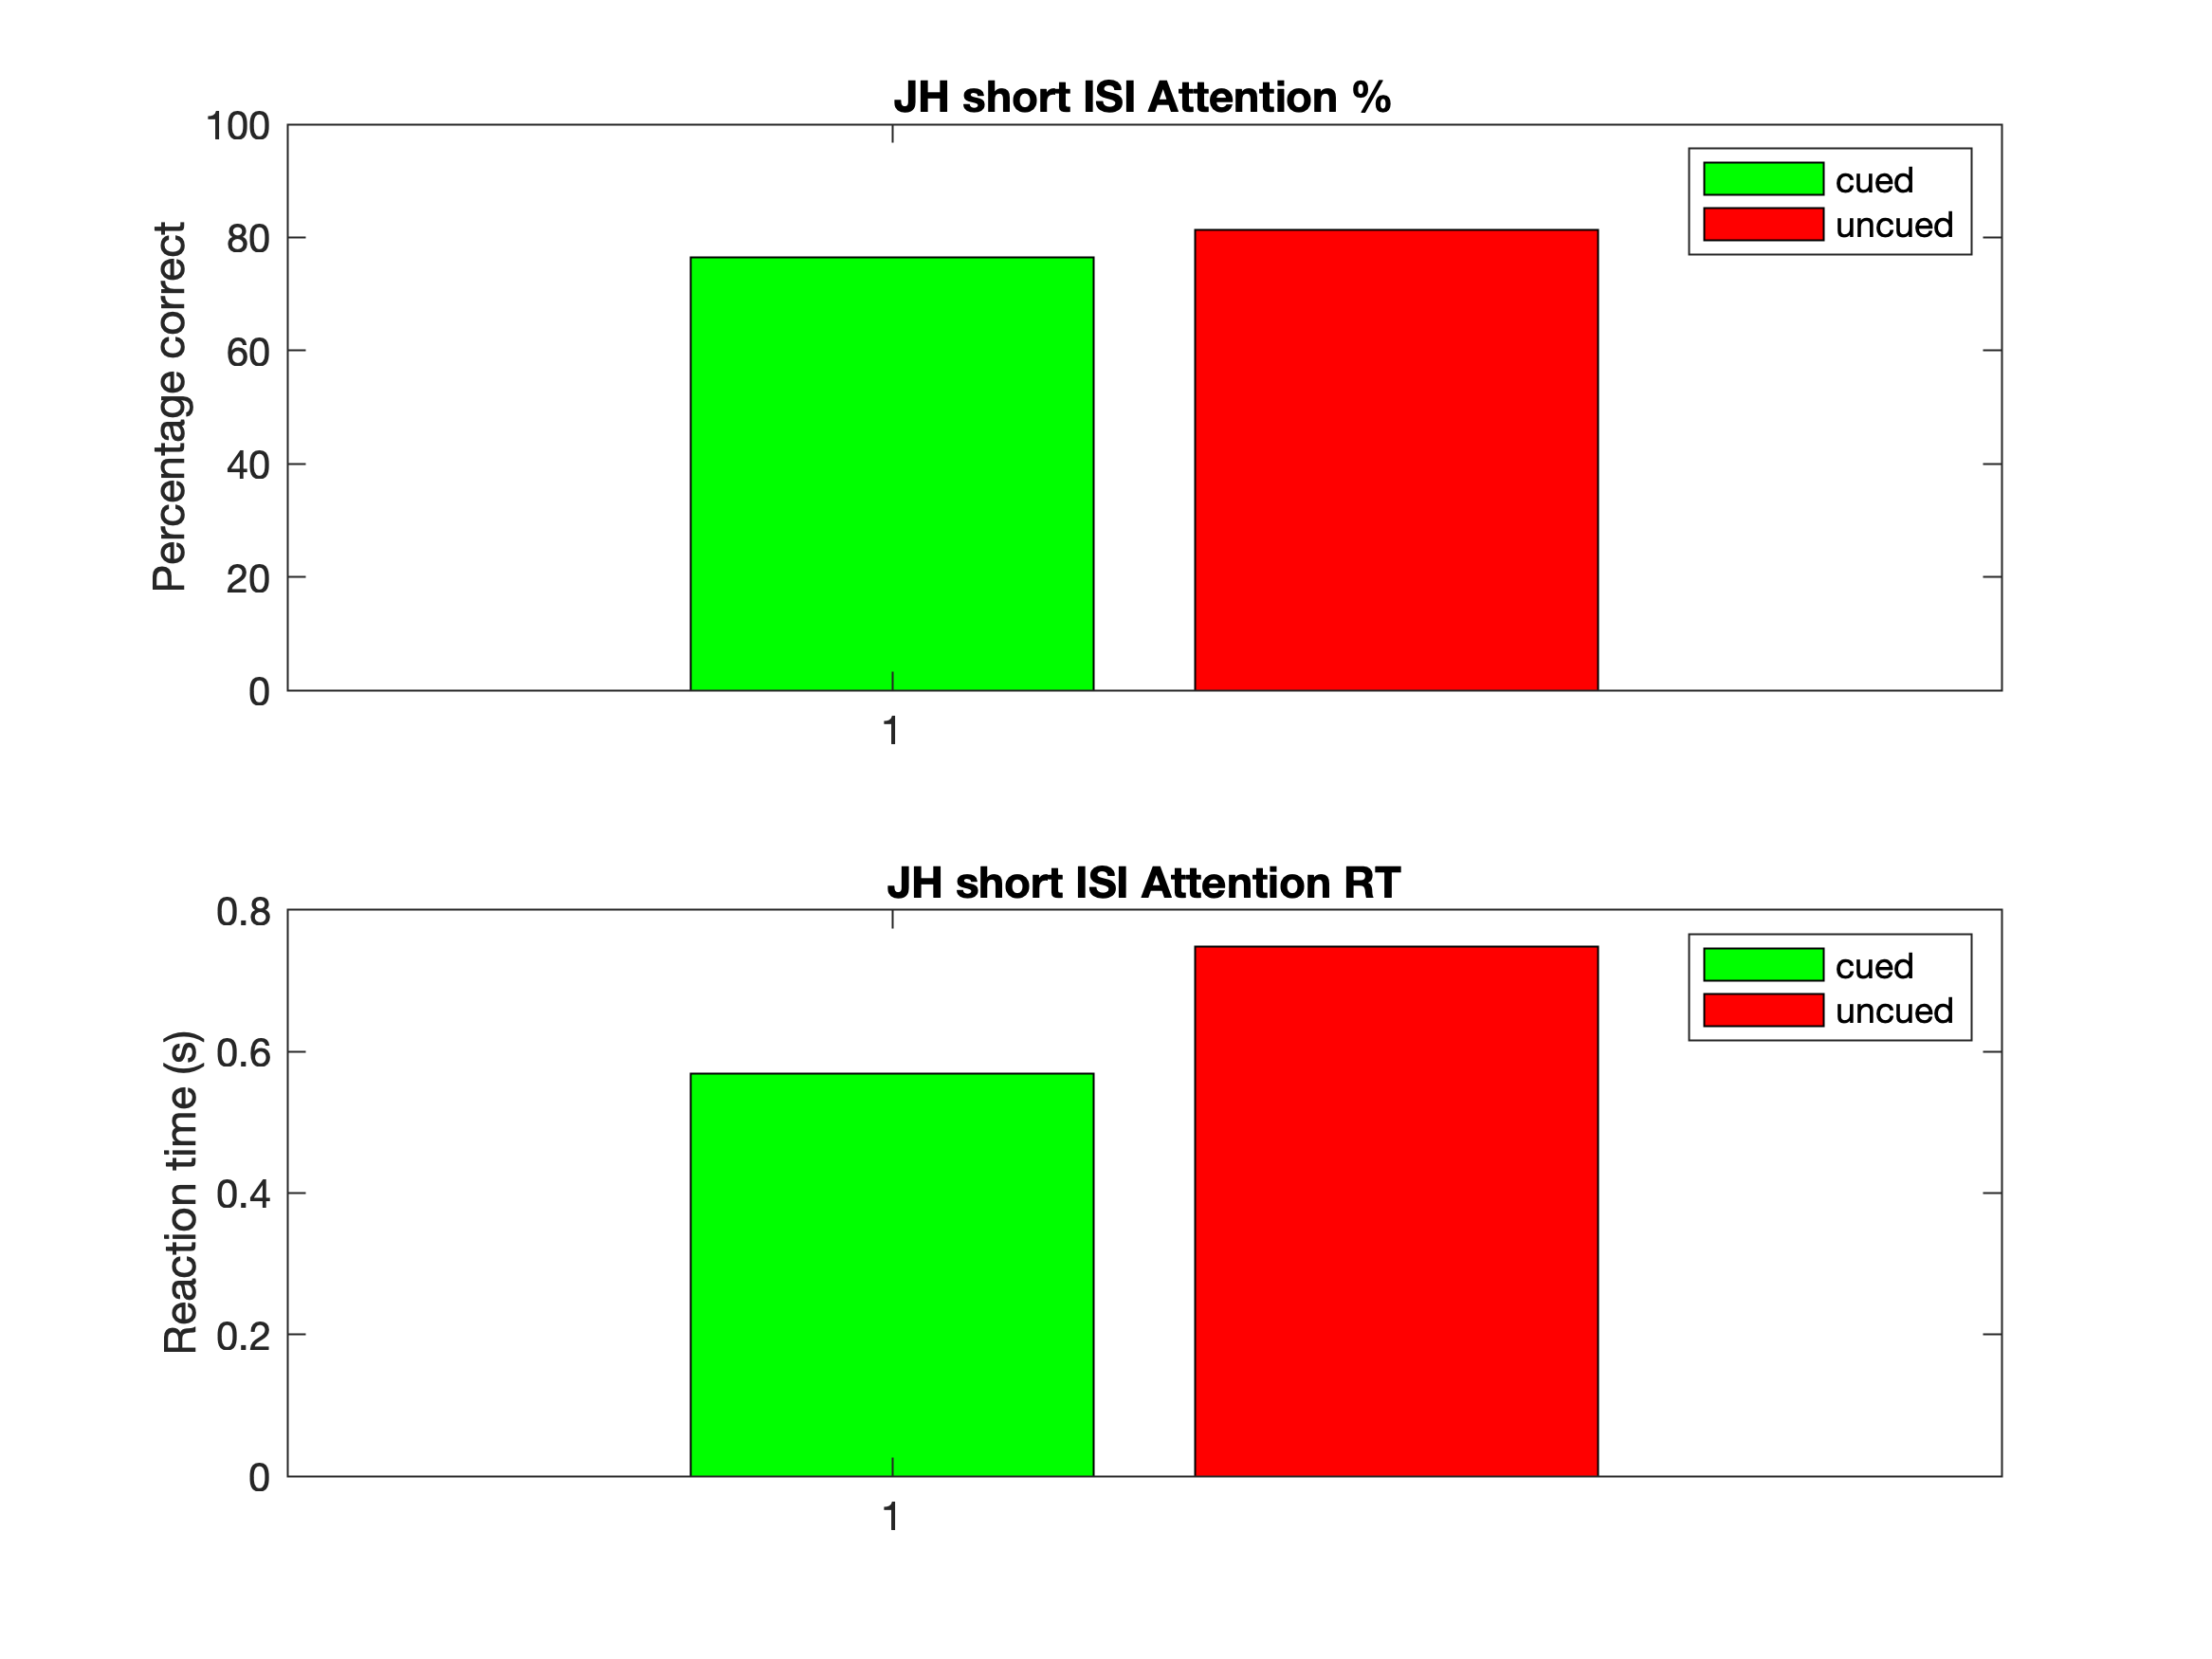 JH short ISI Attention %
100
80
60
40
20
0
Percentage correct
cued
uncued
1
JH short ISI Attention RT
0.8
0.6
0.4
0.2
0
Reaction time (s)
cued
uncued
1